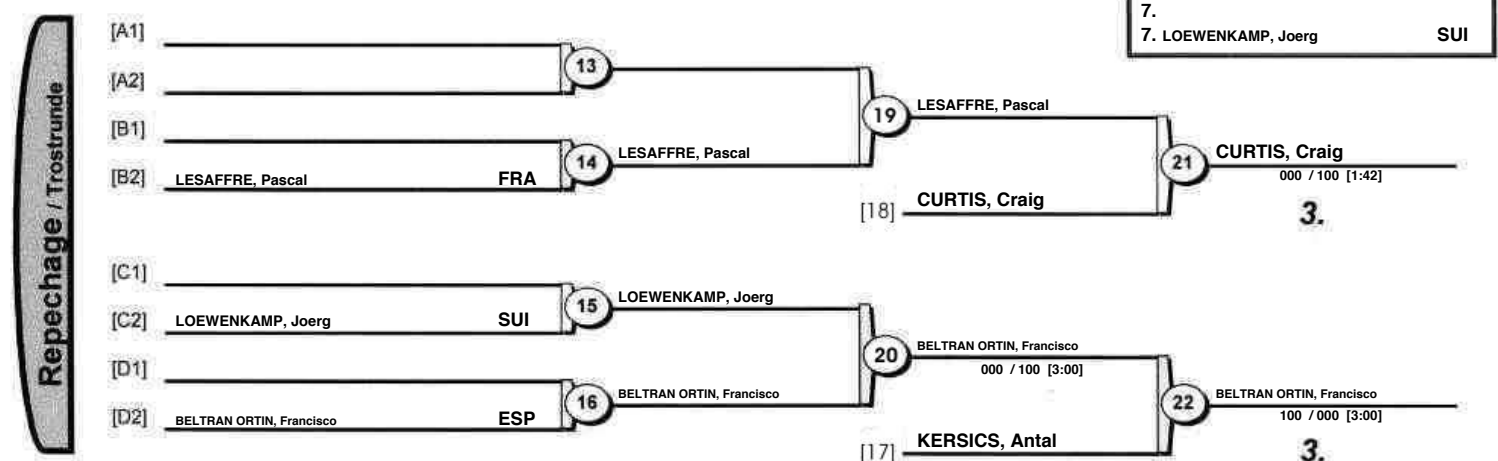 7.
7. LOEWENKAMP, Joerg SUI
Repechage / Trostrunde
[A1]
13
[A2]
[B1]
19 LESAFFRE, Pascal
14 LESAFFRE, Pascal
[B2] LESAFFRE, Pascal FRA
21 CURTIS, Craig
000 / 100 [1:42]
[18] CURTIS, Craig
3.
[C1]
15 LOEWENKAMP, Joerg
[C2] LOEWENKAMP, Joerg SUI
20 BELTRAN ORTIN, Francisco
000 / 100 [3:00]
[D1]
16 BELTRAN ORTIN, Francisco
[D2] BELTRAN ORTIN, Francisco ESP
22 BELTRAN ORTIN, Francisco
100 / 000 [3:00]
[17] KERSICS, Antal
3.